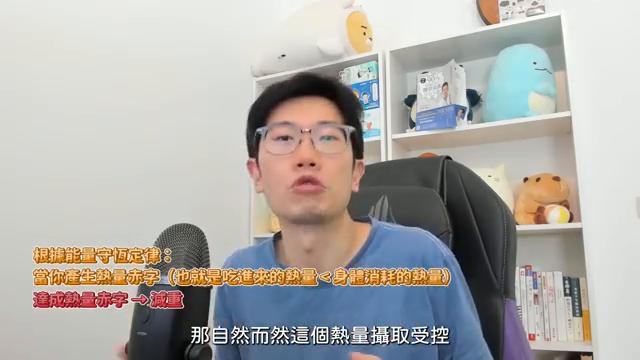 根據能量守恆定律：
當你產生熱量赤字（也就是吃進來的熱量＜身體消耗的熱量）
達成熱量赤字→減重
那自然而然這個熱量攝取受控